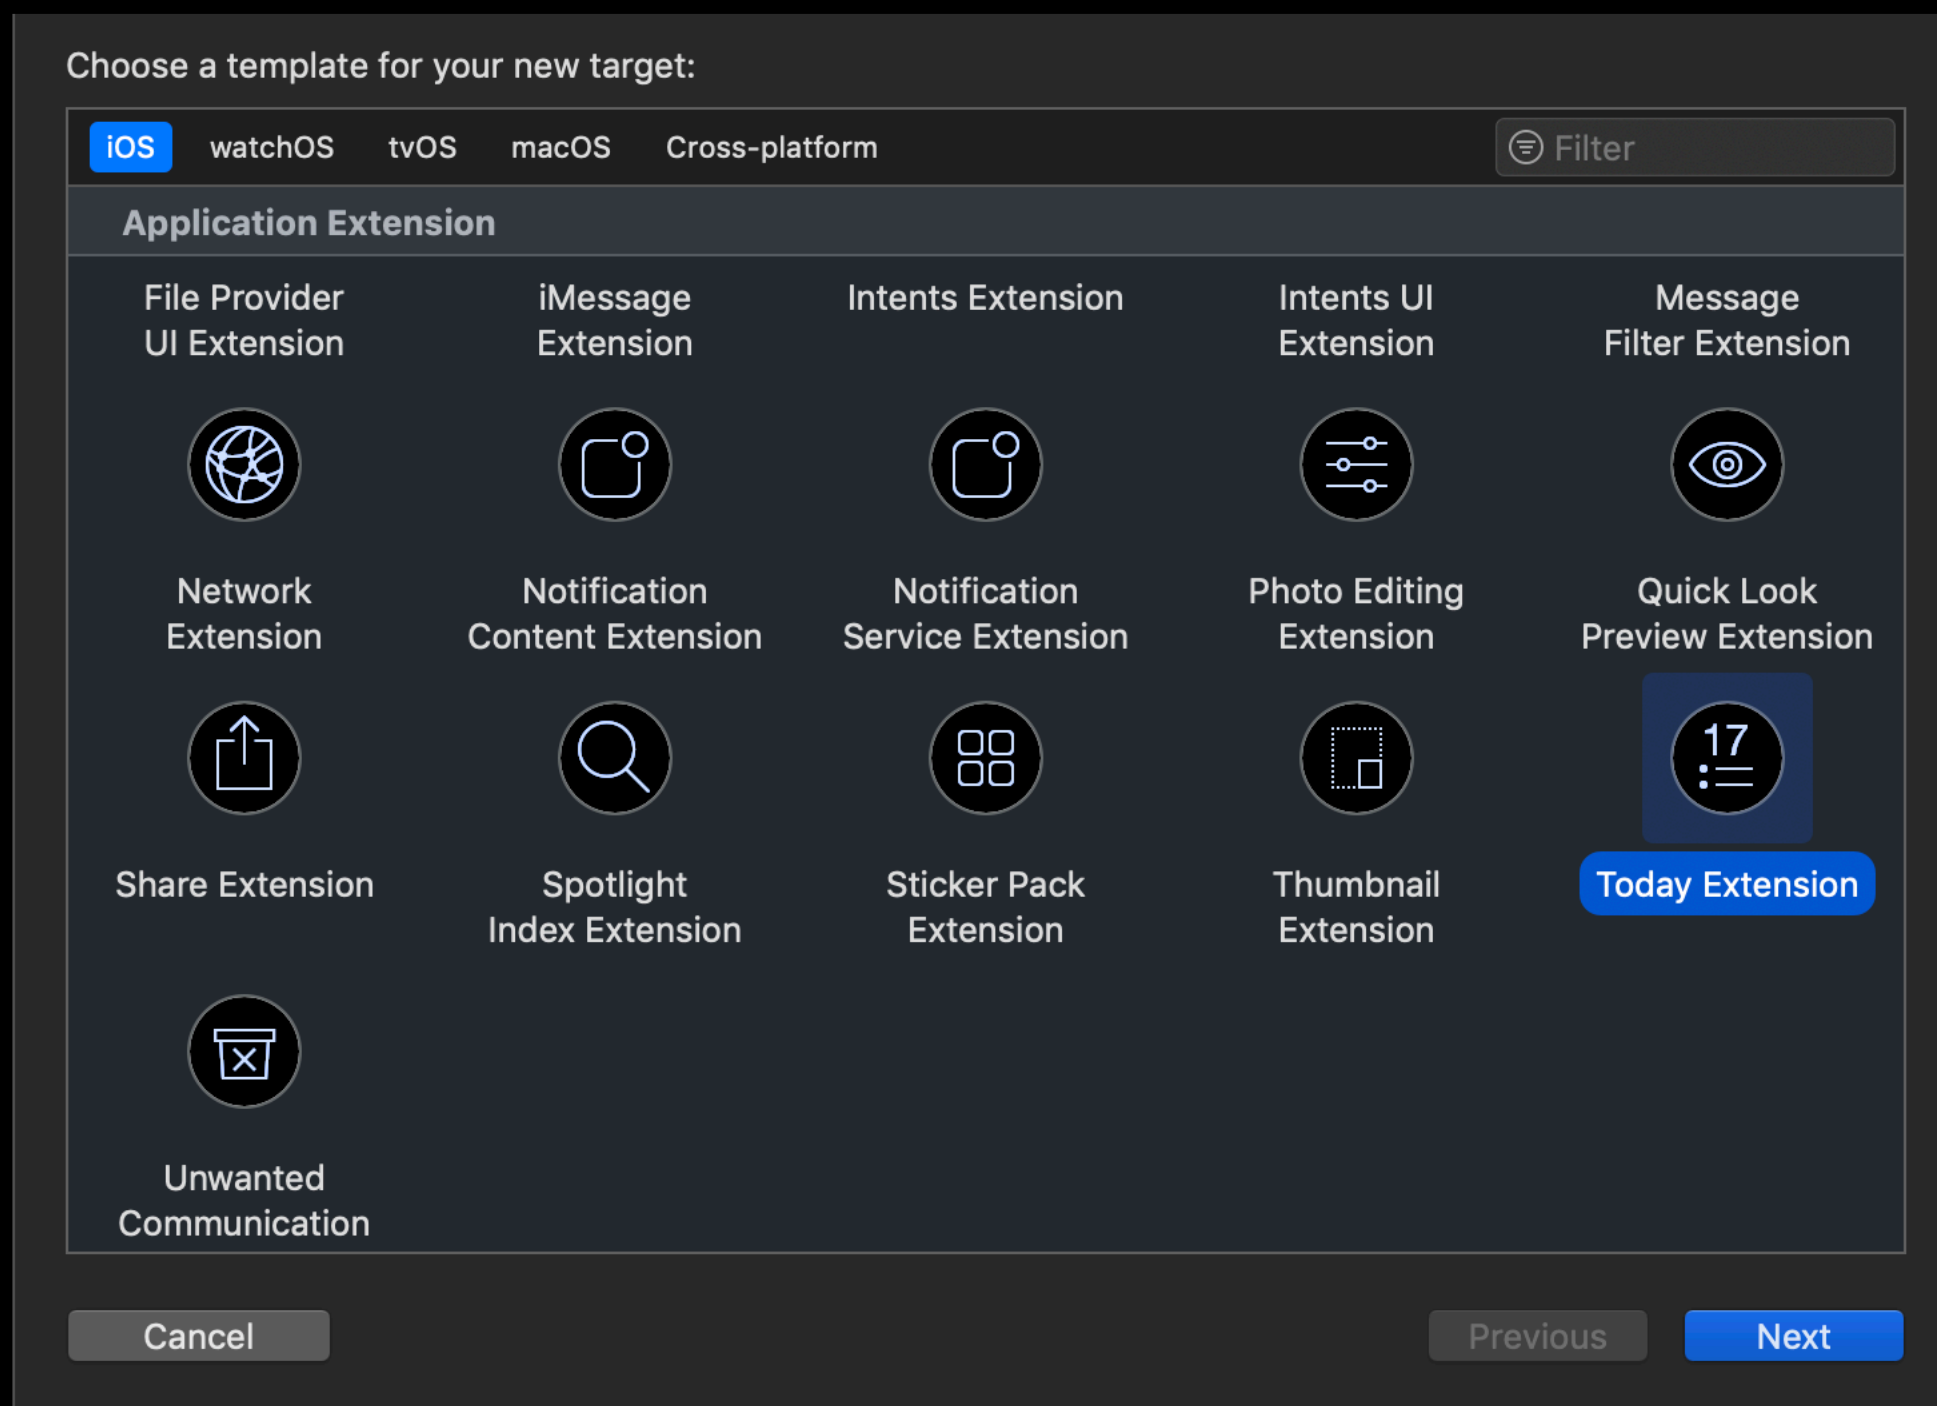 Choose a template for your new target:
iOS watchOS tvOS macOS Cross-platform Filter
Application Extension
File Provider
UI Extension
iMessage
Extension
Intents Extension
Intents UI
Extension
Message
Filter Extension
Network
Extension
Notification
Content Extension
Notification
Service Extension
Photo Editing
Extension
Quick Look
Preview Extension
17
Share Extension
Spotlight
Index Extension
Sticker Pack
Extension
Thumbnail
Extension
Today Extension
Unwanted
Communication
Cancel Previous Next